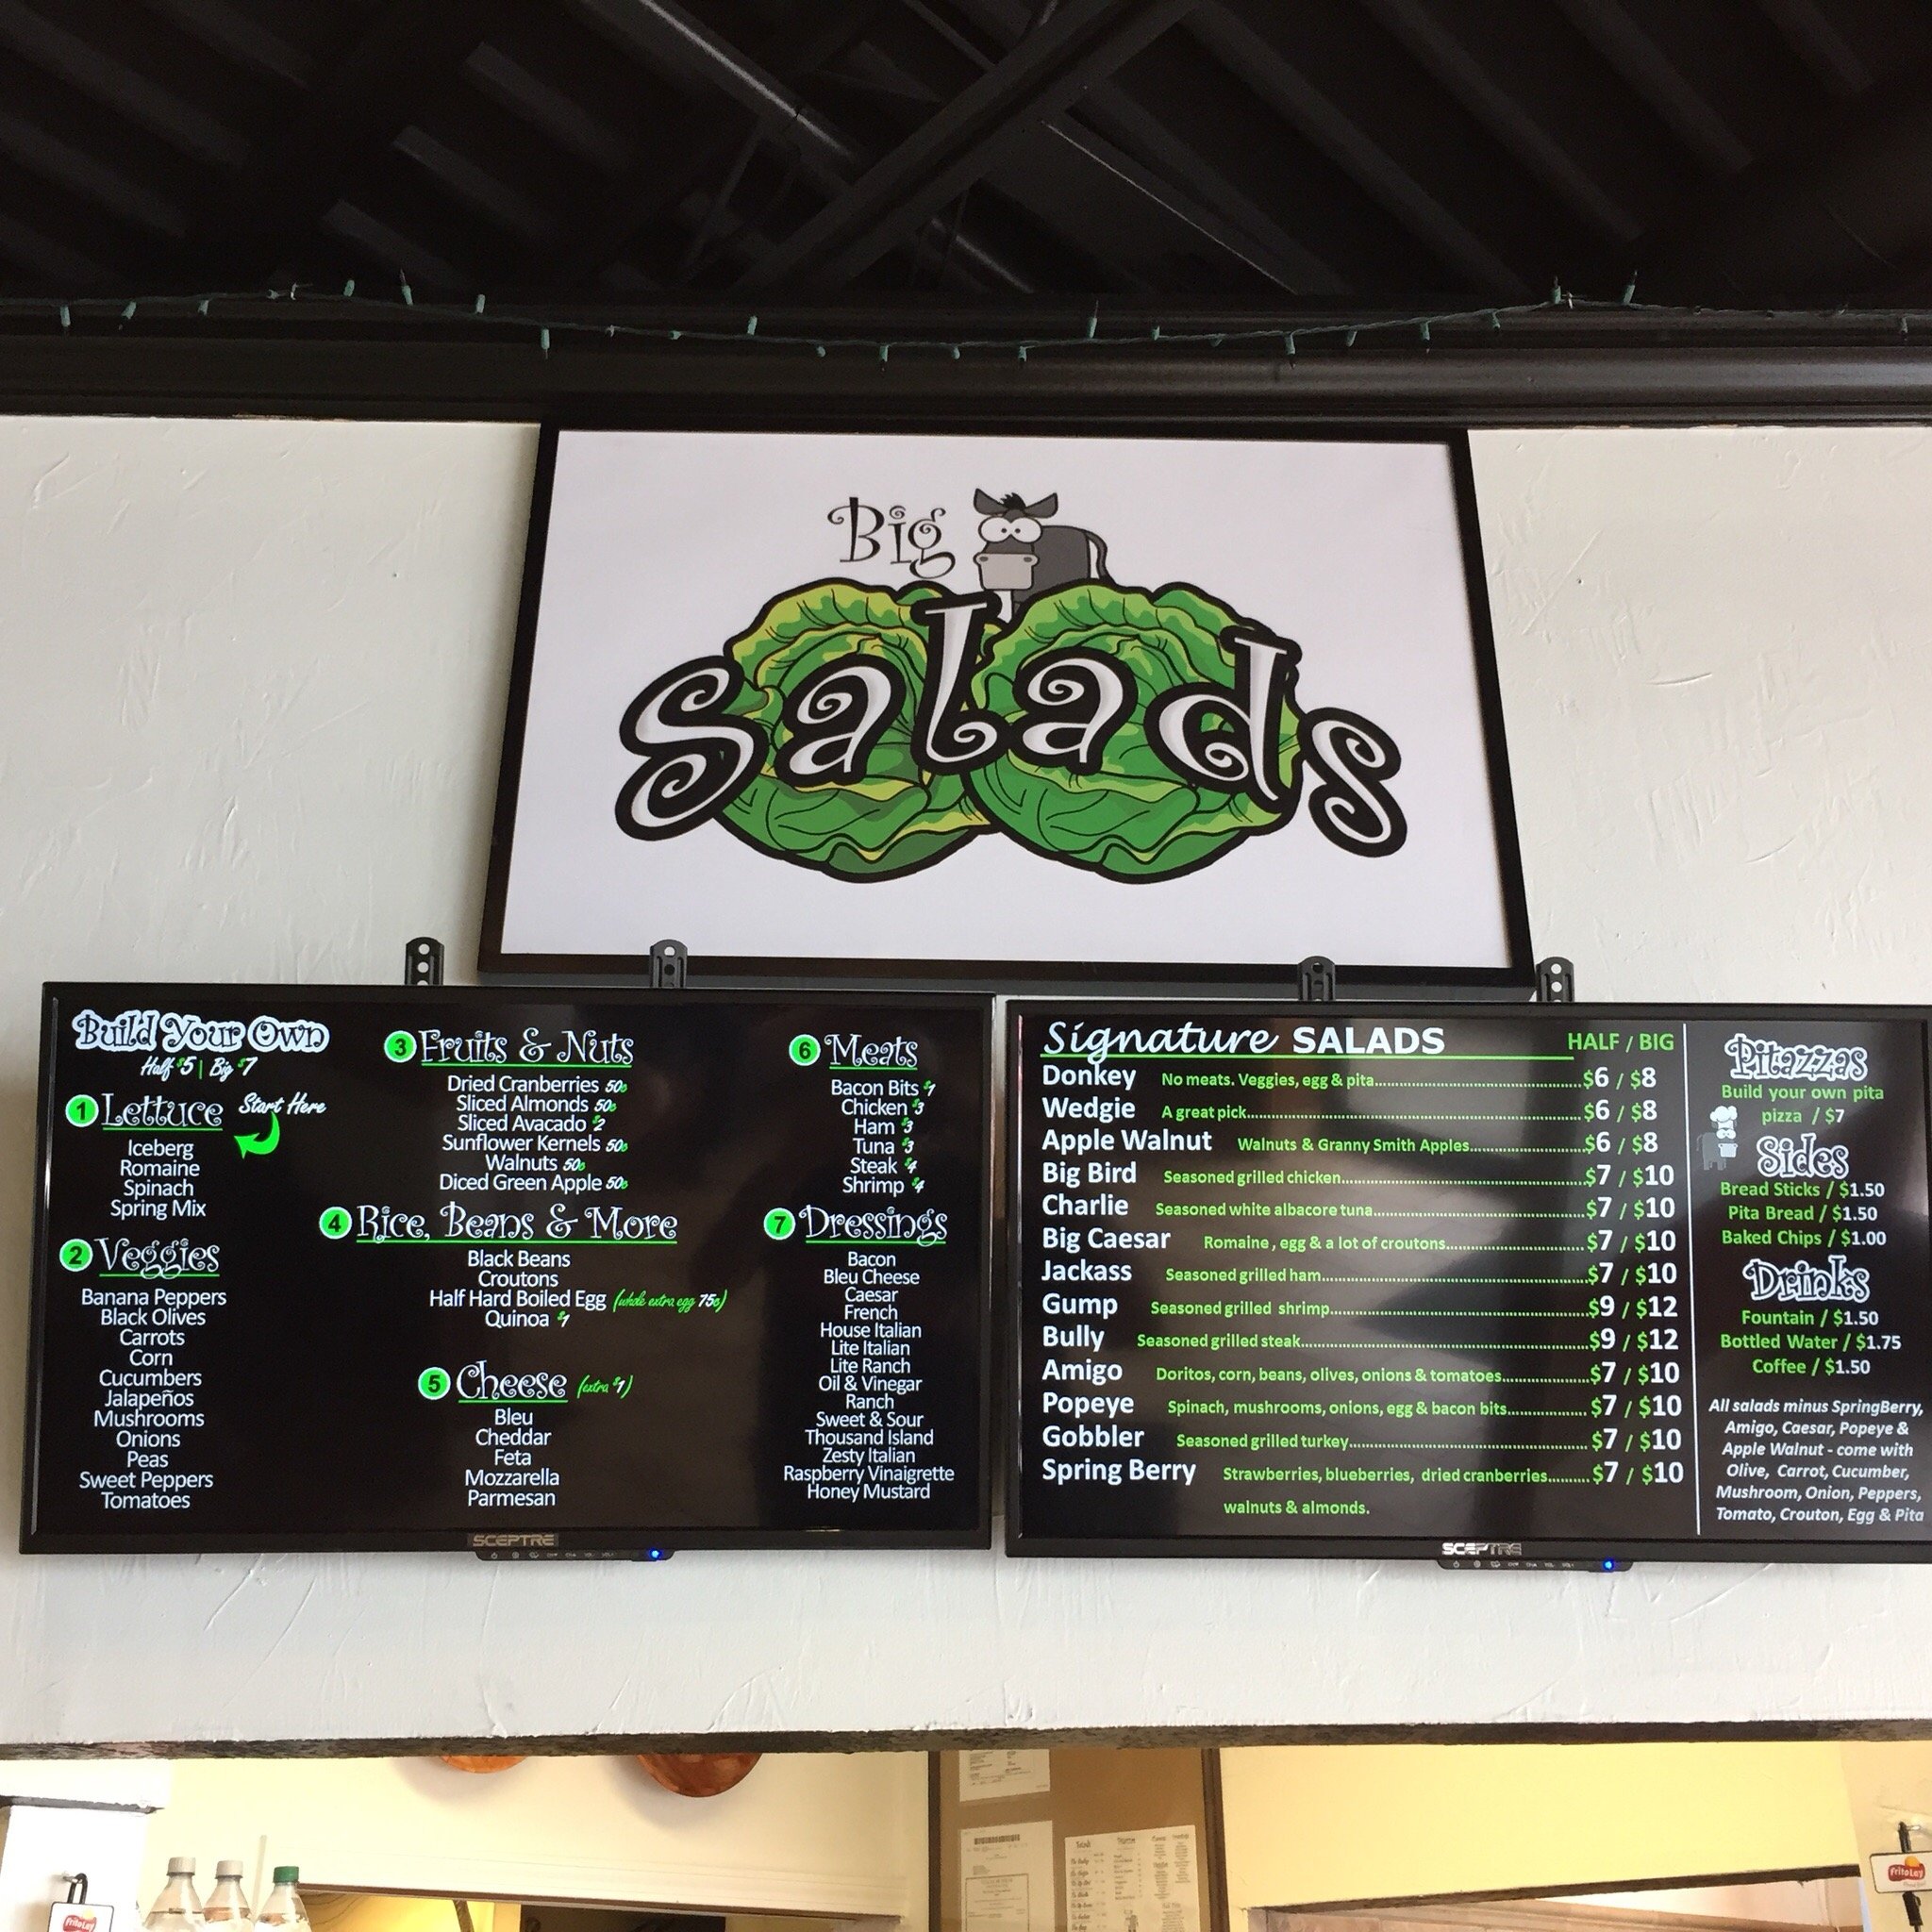 Big
Salads
Build Your Own
Half $5 | Big $7
1 Lettuce
Start Here
Iceberg
Romaine
Spinach
Spring Mix
2 Veggies
Banana Peppers
Black Olives
Carrots
Corn
Cucumbers
Jalapeños
Mushrooms
Onions
Peas
Sweet Peppers
Tomatoes
3 Fruits & Nuts
Dried Cranberries 50¢
Sliced Almonds 50¢
Sliced Avacado $2
Sunflower Kernels 50¢
Walnuts 50¢
Diced Green Apple 50¢
4 Rice, Beans & More
Black Beans
Croutons
Half Hard Boiled Egg (whole extra egg 75¢)
Quinoa $1
5 Cheese (extra $1)
Bleu
Cheddar
Feta
Mozzarella
Parmesan
6 Meats
Bacon Bits $1
Chicken $3
Ham $3
Tuna $3
Steak $4
Shrimp $4
7 Dressings
Bacon
Bleu Cheese
Caesar
French
House Italian
Lite Italian
Lite Ranch
Oil & Vinegar
Ranch
Sweet & Sour
Thousand Island
Zesty Italian
Raspberry Vinaigrette
Honey Mustard
SCEPTRE
Signature SALADS HALF / BIG
Donkey No meats. Veggies, egg & pita $6 / $8
Wedgie A great pick $6 / $8
Apple Walnut Walnuts & Granny Smith Apples $6 / $8
Big Bird Seasoned grilled chicken $7 / $10
Charlie Seasoned white albacore tuna $7 / $10
Big Caesar Romaine , egg & a lot of croutons $7 / $10
Jackass Seasoned grilled ham $7 / $10
Gump Seasoned grilled shrimp $9 / $12
Bully Seasoned grilled steak $9 / $12
Amigo Doritos, corn, beans, olives, onions & tomatoes $7 / $10
Popeye Spinach, mushrooms, onions, egg & bacon bits $7 / $10
Gobbler Seasoned grilled turkey $7 / $10
Spring Berry Strawberries, blueberries, dried cranberries $7 / $10
walnuts & almonds.
Pitazzas
Build your own pita
pizza / $7
Sides
Bread Sticks / $1.50
Pita Bread / $1.50
Baked Chips / $1.00
Drinks
Fountain / $1.50
Bottled Water / $1.75
Coffee / $1.50
All salads minus SpringBerry,
Amigo, Caesar, Popeye &
Apple Walnut - come with
Olive, Carrot, Cucumber,
Mushroom, Onion, Peppers,
Tomato, Crouton, Egg & Pita
SCEPTRE
FritoLay
FritoLay